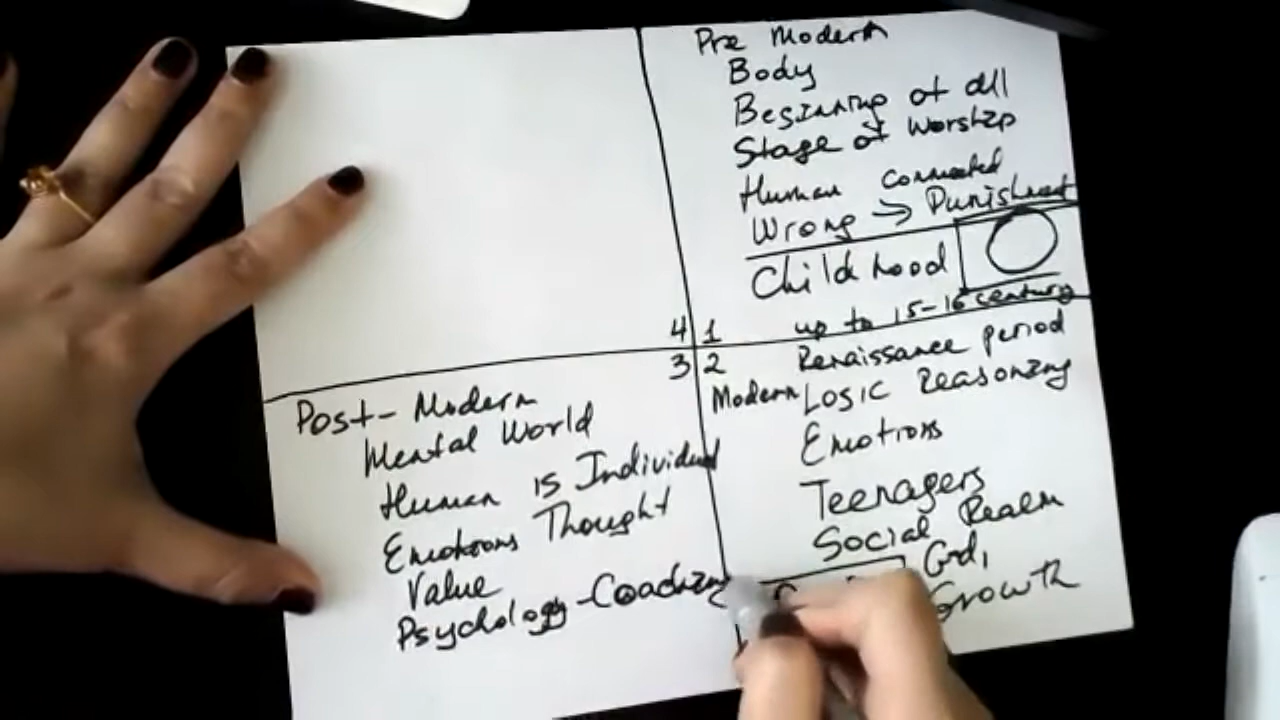 Pre Modern
Body
Beginning of all
Stage of Worship
Human connected
Wrong → Punishment
Childhood
up to 15-16 century
4 1
3 2
Renaissance period
Modern Logic Reasoning
Emotions
Teenagers
Social Realm
God,
Growth
Post-Modern
Mental World
Human is Individual
Emotions Thought
Value
Psychology-Coaching